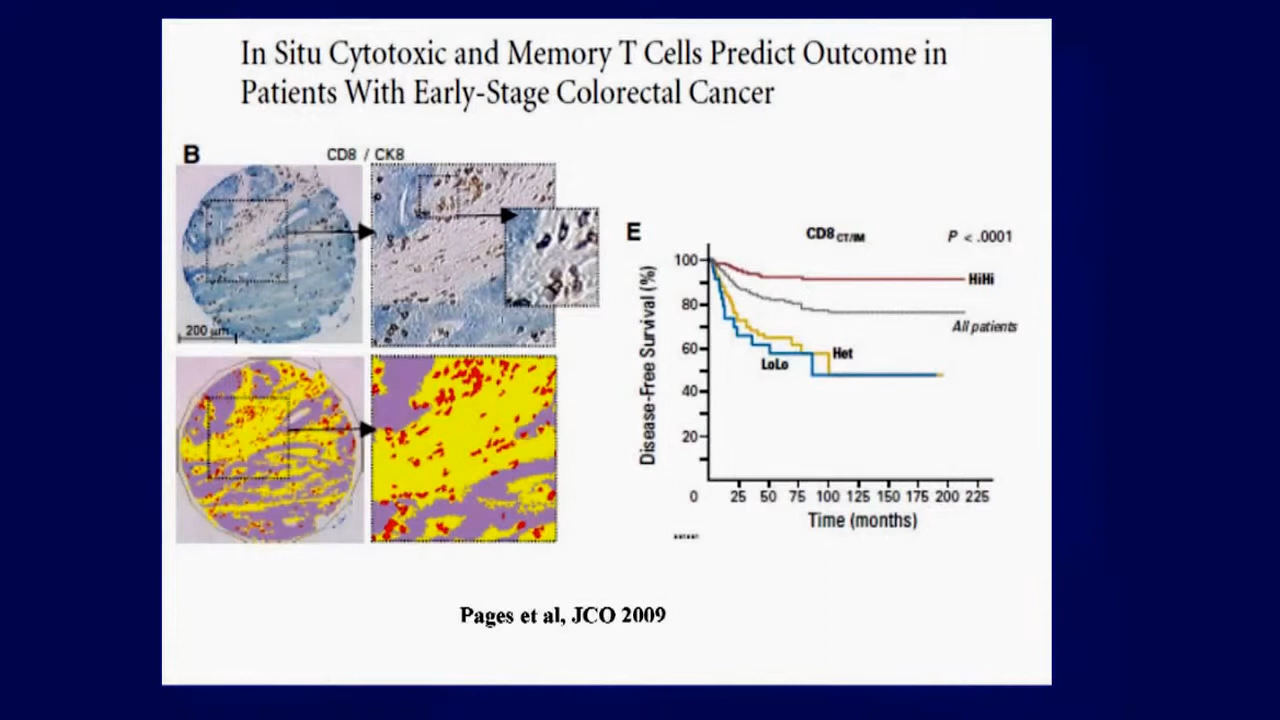 In Situ Cytotoxic and Memory T Cells Predict Outcome in
Patients With Early-Stage Colorectal Cancer
B
CD8 / CK8
200 µm
E
CD8 CT/IM
P < .0001
Disease-Free Survival (%)
100
80
60
40
20
0
HiHi
All patients
Het
LoLo
25 50 75 100 125 150 175 200 225
Time (months)
Pages et al, JCO 2009